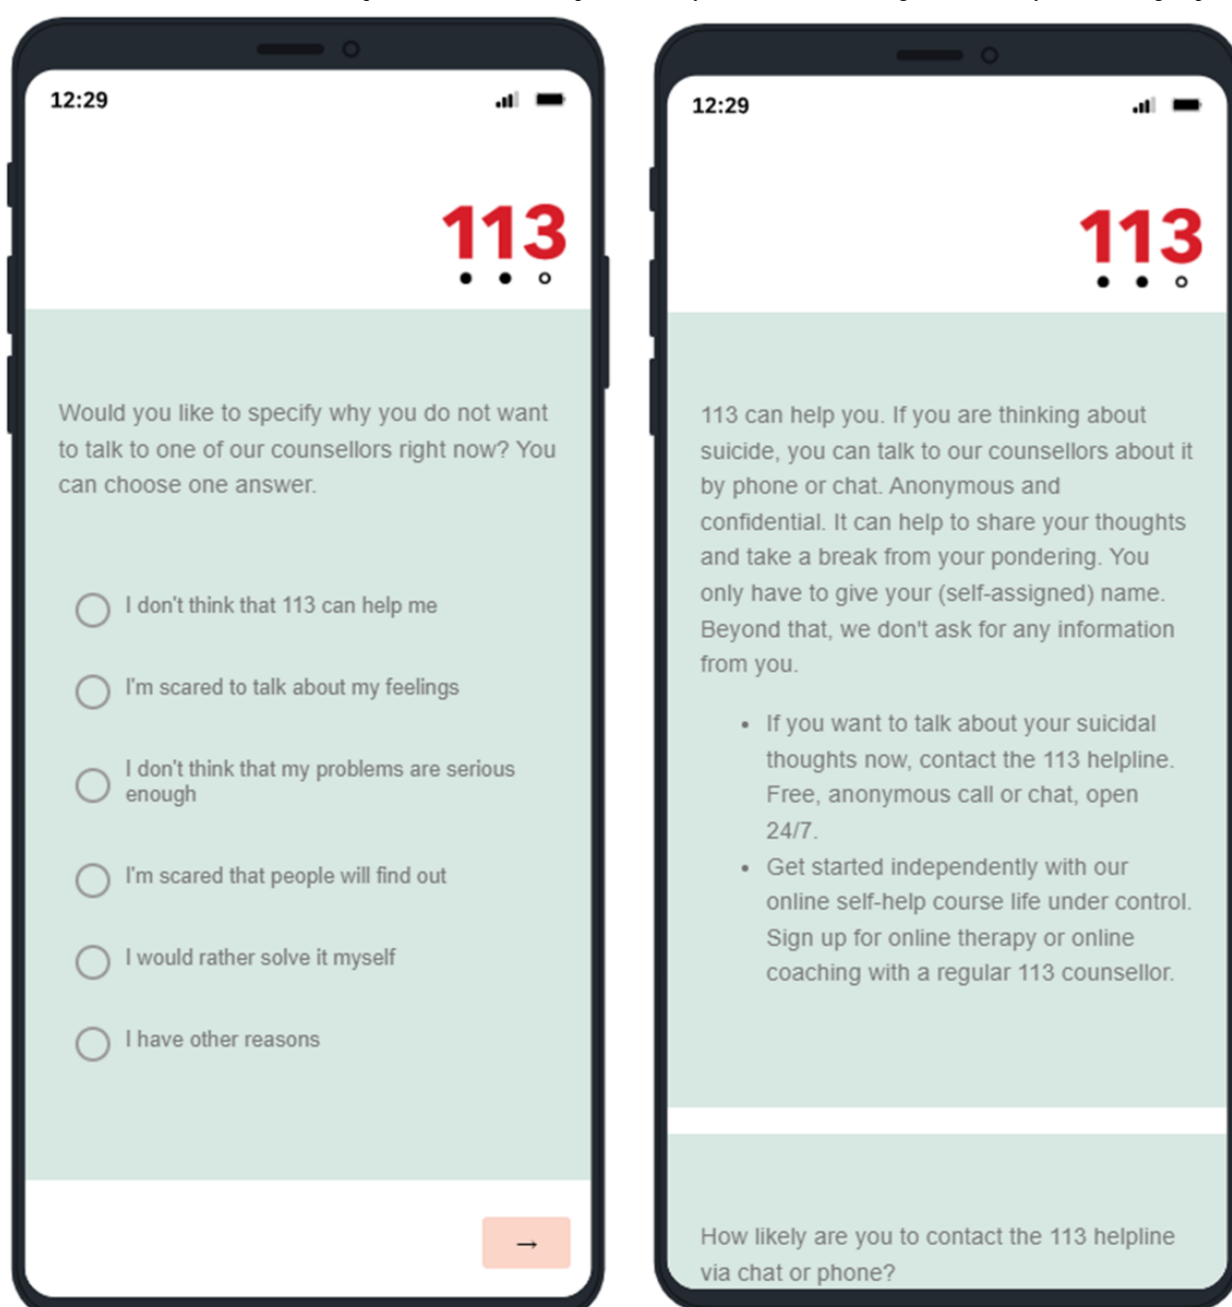 12:29
113
Would you like to specify why you do not want
to talk to one of our counsellors right now? You
can choose one answer.
I don't think that 113 can help me
I'm scared to talk about my feelings
I don't think that my problems are serious
enough
I'm scared that people will find out
I would rather solve it myself
I have other reasons
→
12:29
113
113 can help you. If you are thinking about
suicide, you can talk to our counsellors about it
by phone or chat. Anonymous and
confidential. It can help to share your thoughts
and take a break from your pondering. You
only have to give your (self-assigned) name.
Beyond that, we don't ask for any information
from you.
• If you want to talk about your suicidal
thoughts now, contact the 113 helpline.
Free, anonymous call or chat, open
24/7.
• Get started independently with our
online self-help course life under control.
Sign up for online therapy or online
coaching with a regular 113 counsellor.
How likely are you to contact the 113 helpline
via chat or phone?